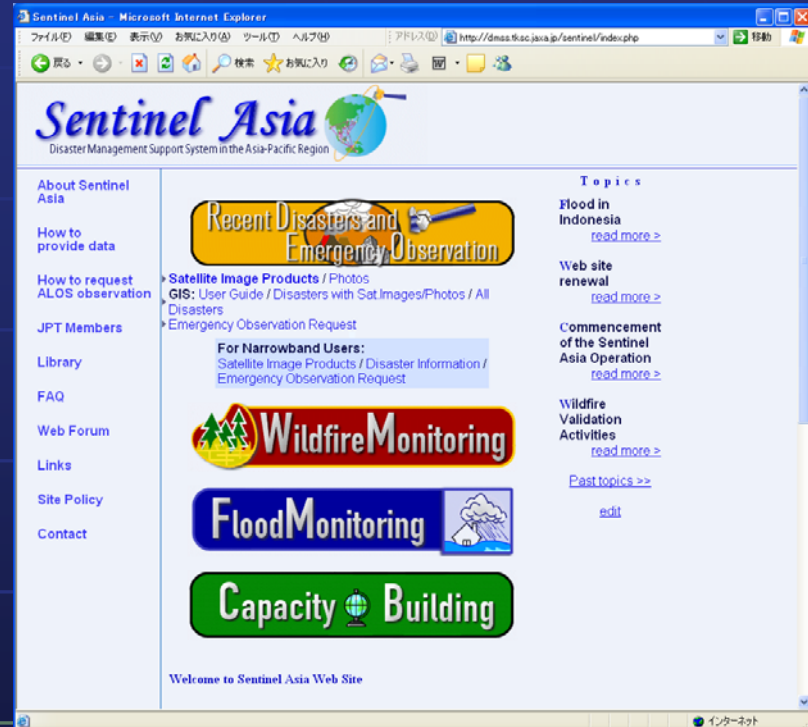 Sentinel Asia - Microsoft Internet Explorer
ファイル(F) 編集(E) 表示(V) お気に入り(A) ツール(T) ヘルプ(H) アドレス(D) http://dmss.tksc.jaxa.jp/sentinel/index.php 移動
戻る 検索 お気に入り
Sentinel Asia
Disaster Management Support System in the Asia-Pacific Region
About Sentinel
Asia
How to
provide data
How to request
ALOS observation
JPT Members
Library
FAQ
Web Forum
Links
Site Policy
Contact
Recent Disasters and
Emergency Observation
Satellite Image Products / Photos
GIS: User Guide / Disasters with Sat.Images/Photos / All
Disasters
Emergency Observation Request
For Narrowband Users:
Satellite Image Products / Disaster Information /
Emergency Observation Request
WildfireMonitoring
FloodMonitoring
Capacity Building
Welcome to Sentinel Asia Web Site
Topics
Flood in
Indonesia
read more >
Web site
renewal
read more >
Commencement
of the Sentinel
Asia Operation
read more >
Wildfire
Validation
Activities
read more >
Past topics >>
edit
インターネット